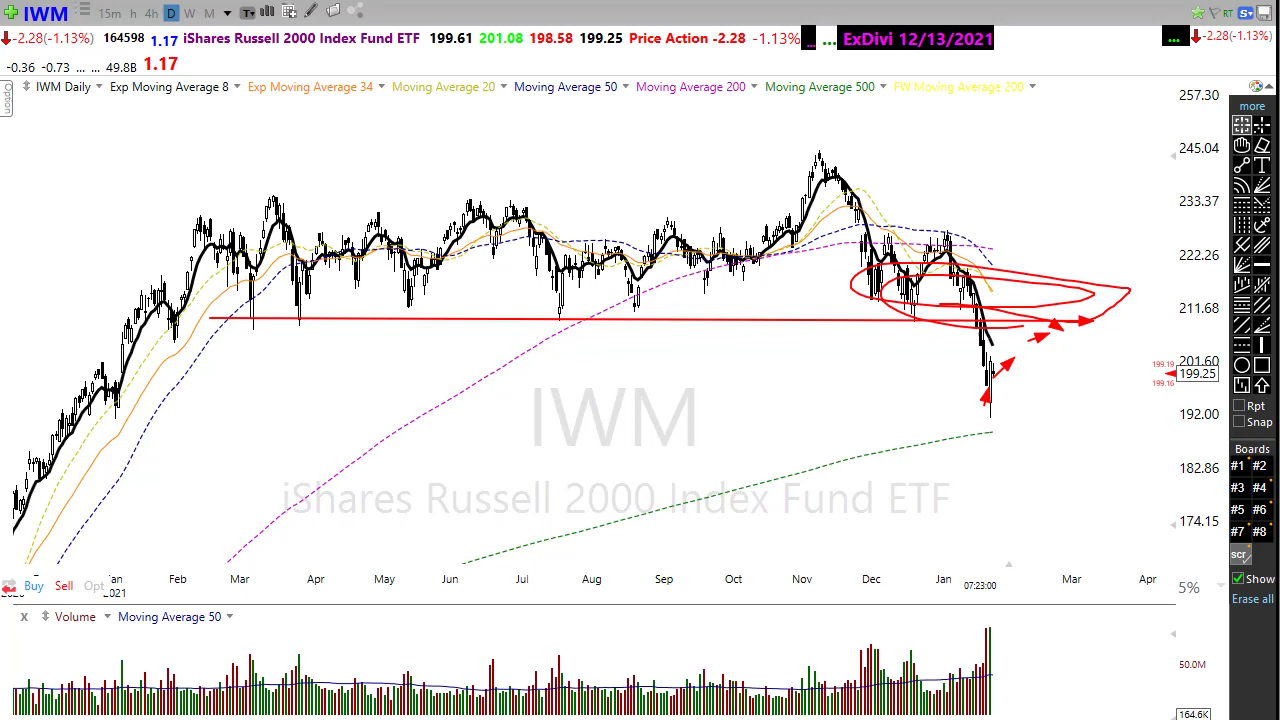 IWM 15m h 4h D W M T RT S
-2.28(-1.13%) 164598 1.17 iShares Russell 2000 Index Fund ETF 199.61 201.08 198.58 199.25 Price Action -2.28 -1.13% ... ... ExDivi 12/13/2021 ... -2.28(-1.13%)
-0.36 -0.73 ... ... 49.8B 1.17
Option
IWM Daily Exp Moving Average 8 Exp Moving Average 34 Moving Average 20 Moving Average 50 Moving Average 200 Moving Average 500 FW Moving Average 200
257.30
245.04
233.37
222.26
211.68
201.60
199.19
199.25
199.16
192.00
182.86
174.15
IWM
iShares Russell 2000 Index Fund ETF
Jan Feb Mar Apr May Jun Jul Aug Sep Oct Nov Dec Jan 07:23:00 Mar Apr
2021
Buy Sell Opt
5%
X Volume Moving Average 50
50.0M
164.6K
more
T
Rpt
Snap
Boards
#1 #2
#3 #4
#5 #6
#7 #8
scr
Show
Erase all